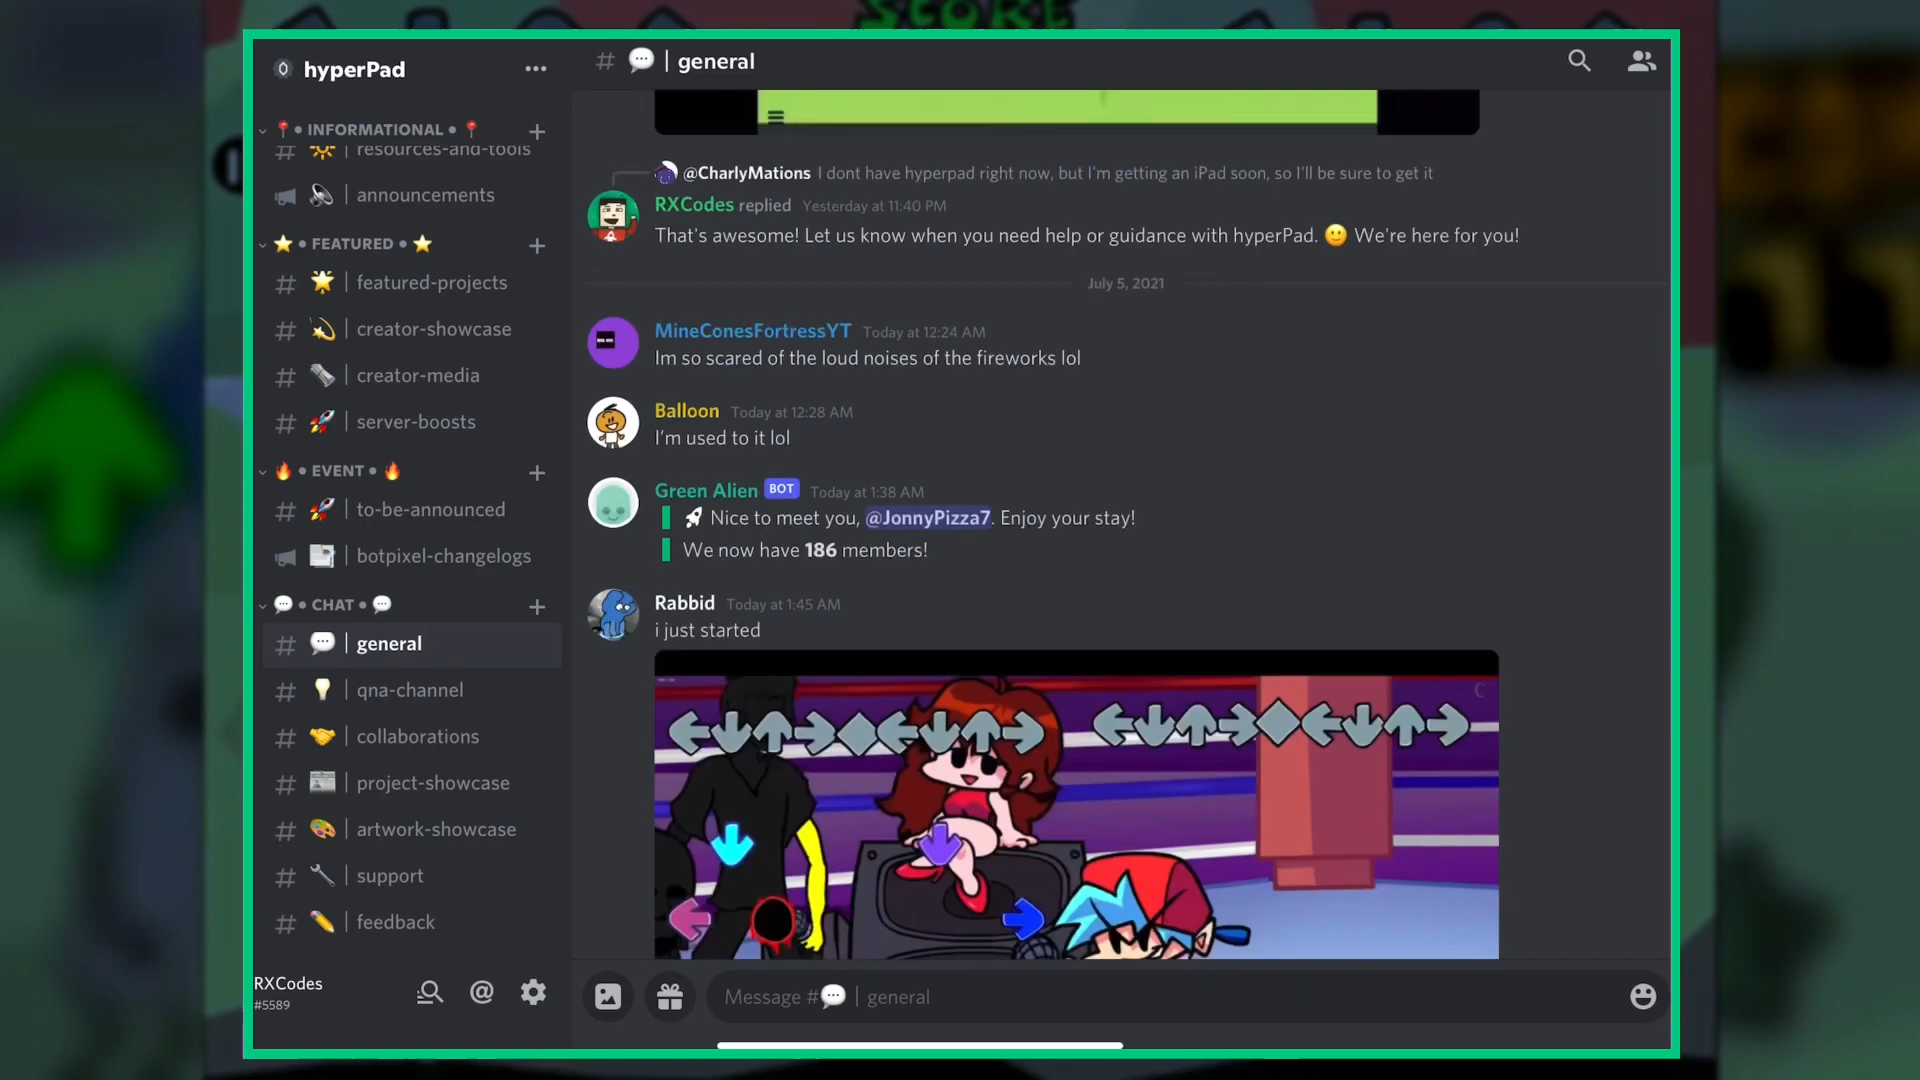 SCORE
hyperPad
📍 • INFORMATIONAL • 📍
resources-and-tools
announcements
⭐ • FEATURED • ⭐
featured-projects
creator-showcase
creator-media
server-boosts
🔥 • EVENT • 🔥
to-be-announced
botpixel-changelogs
💬 • CHAT • 💬
# 💬 | general
qna-channel
collaborations
project-showcase
artwork-showcase
support
feedback
RXCodes
#5589
# 💬 | general
@CharlyMations I dont have hyperpad right now, but I'm getting an iPad soon, so I'll be sure to get it
RXCodes replied Yesterday at 11:40 PM
That's awesome! Let us know when you need help or guidance with hyperPad. 🙂 We're here for you!
July 5, 2021
MineConesFortressYT Today at 12:24 AM
Im so scared of the loud noises of the fireworks lol
Balloon Today at 12:28 AM
I'm used to it lol
Green Alien BOT Today at 1:38 AM
🚀 Nice to meet you, @JonnyPizza7. Enjoy your stay!
We now have 186 members!
Rabbid Today at 1:45 AM
i just started
Message #💬 | general